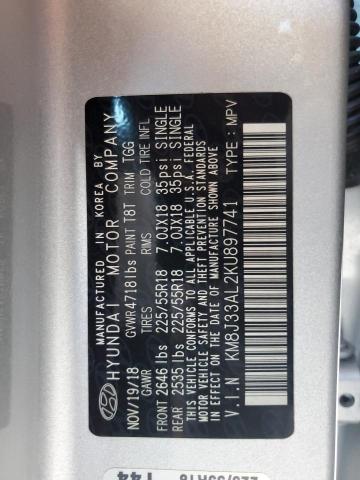 MANUFACTURED IN KOREA BY
HYUNDAI MOTOR COMPANY
NOV/19/18 GVWR 4718lbs PAINT T8T TRIM TGG
GAWR RIMS COLD TIRE INFL
FRONT 2646 lbs 225/55R18 7.0JX18 35psi SINGLE
REAR 2535 lbs 225/55R18 7.0JX18 35psi SINGLE
THIS VEHICLE CONFORMS TO ALL APPLICABLE U.S.A. FEDERAL
MOTOR VEHICLE SAFETY, BUMPER, AND THEFT PREVENTION
STANDARDS IN EFFECT ON THE DATE OF MANUFACTURE SHOWN ABOVE
V.I.N : KM8J33AL2KU897741 TYPE : MPV